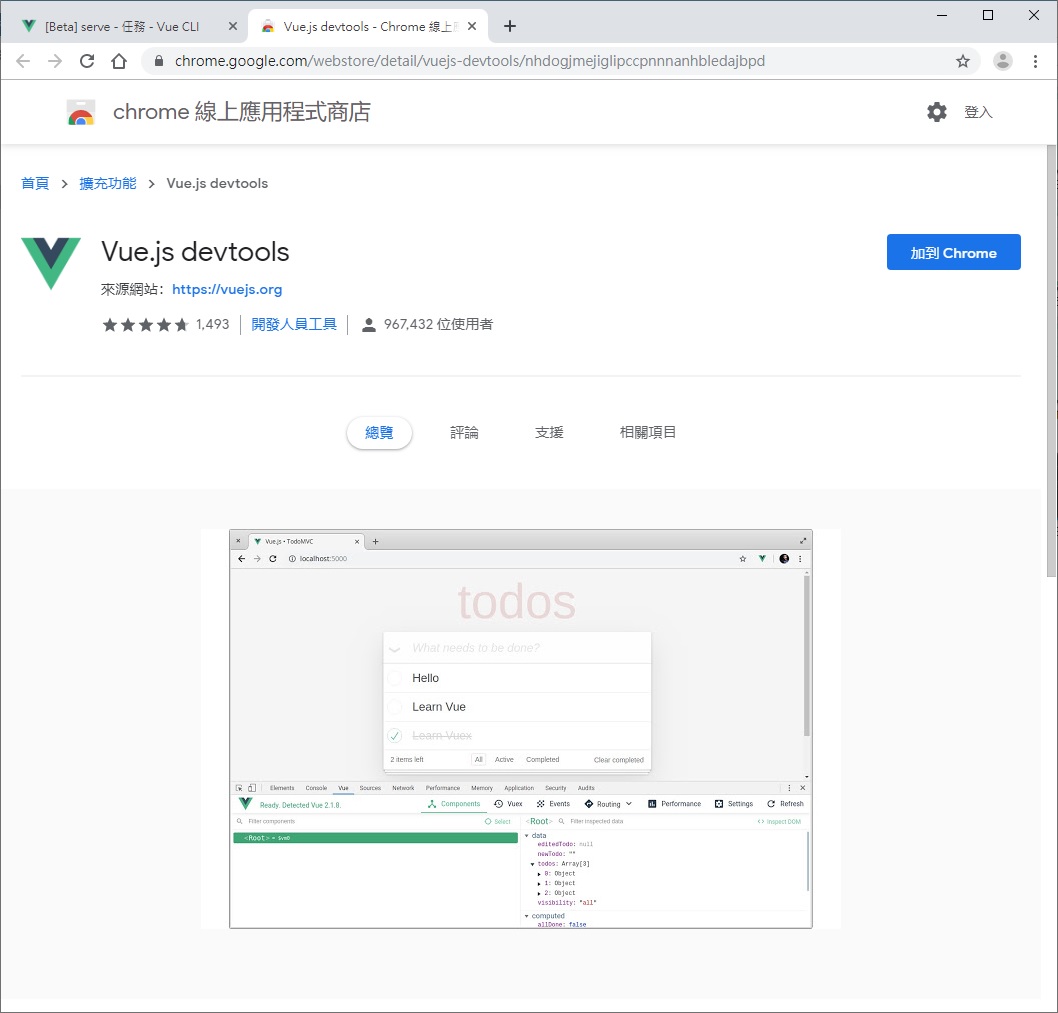 [Beta] serve - 任務 - Vue CLI
Vue.js devtools - Chrome 線上
chrome.google.com/webstore/detail/vuejs-devtools/nhdogjmejiglipccpnnnanhbledajbpd
chrome 線上應用程式商店
登入
首頁 > 擴充功能 > Vue.js devtools
Vue.js devtools
加到 Chrome
來源網站: https://vuejs.org
1,493 開發人員工具 967,432 位使用者
總覽 評論 支援 相關項目
Vue.js • TodoMVC
localhost:5000
todos
What needs to be done?
Hello
Learn Vue
Learn Vuex
2 items left All Active Completed Clear completed
Elements Console Vue Sources Network Performance Memory Application Security Audits
Ready. Detected Vue 2.1.8. Components Vuex Events Routing Performance Settings Refresh
Filter components Select <Root> Filter inspected data Inspect DOM
<Root> = $vm0
data
editedTodo: null
newTodo: ""
todos: Array[3]
0: Object
1: Object
2: Object
visibility: "all"
computed
allDone: false